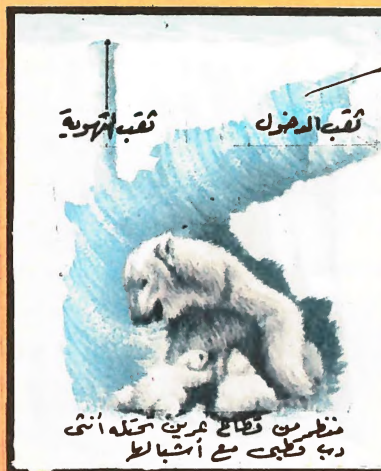 ثقب التهوية
ثقب الدخول
منظر من قطاع عرين تحتله أنثى
دب قطبي مع أشبالها